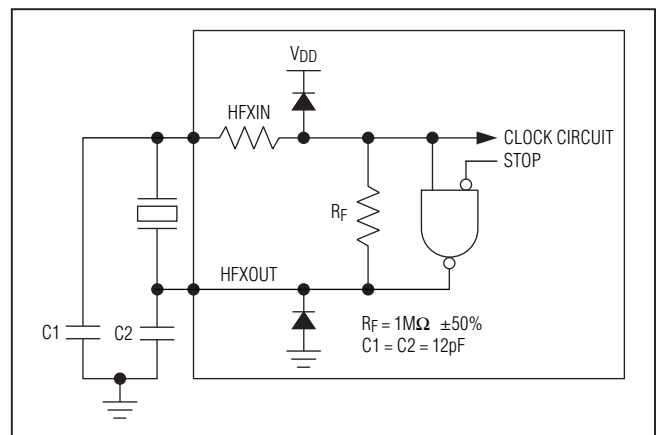 VDD
HFXIN
CLOCK CIRCUIT
STOP
RF
HFXOUT
C1
C2
RF = 1MΩ ±50%
C1 = C2 = 12pF